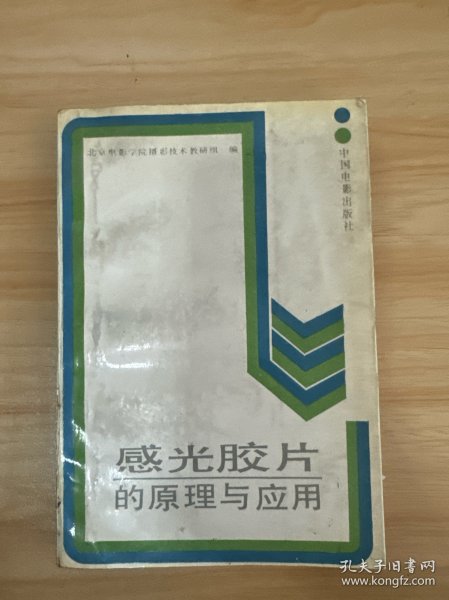 北京电影学院摄影技术教研组 编
中国电影出版社
感光胶片
的原理与应用
孔夫子旧书网
www.kongfz.com